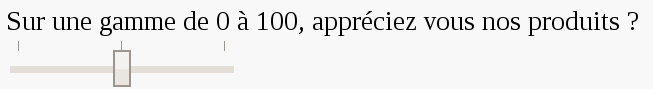 Sur une gamme de 0 à 100, appréciez vous nos produits ?